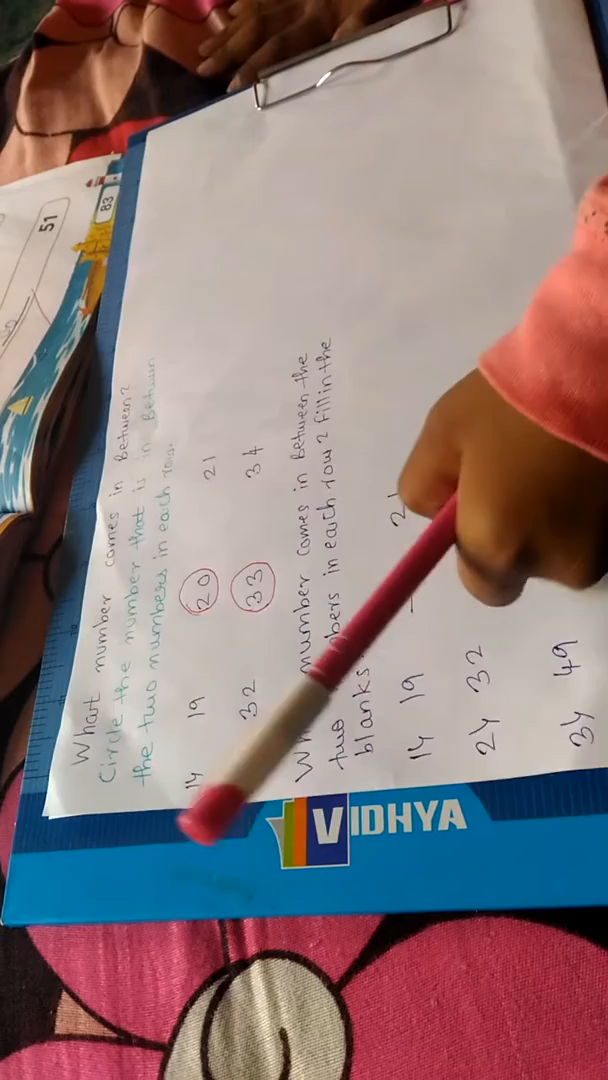 What number comes in Between?
Circle the number that is in Between
the two numbers in each row.
14 19 20 21
32 33 34
number comes in Between the
two in each row? fill in the
blanks
14 19 21
24 32
34 49
VIDHYA
51
83